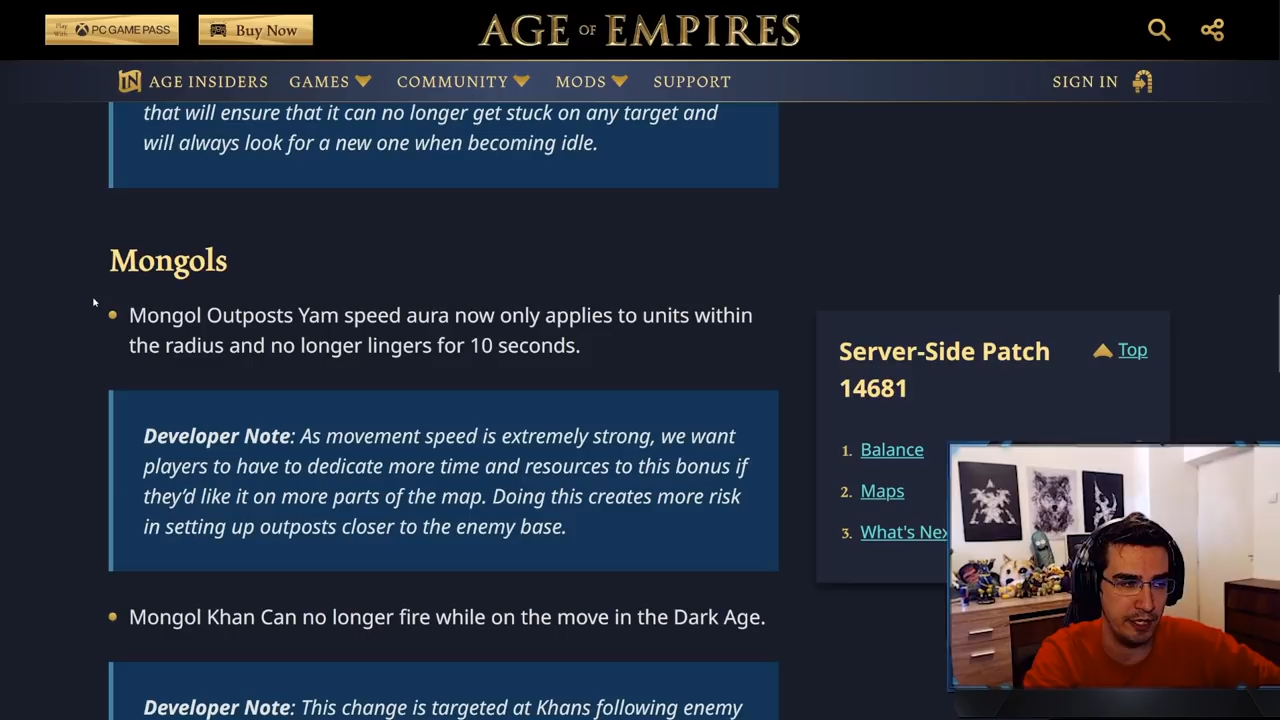 Play With PC GAME PASS
Buy Now
AGE OF EMPIRES
IN AGE INSIDERS GAMES COMMUNITY MODS SUPPORT SIGN IN
that will ensure that it can no longer get stuck on any target and
will always look for a new one when becoming idle.
Mongols
Mongol Outposts Yam speed aura now only applies to units within
the radius and no longer lingers for 10 seconds.
Developer Note: As movement speed is extremely strong, we want
players to have to dedicate more time and resources to this bonus if
they'd like it on more parts of the map. Doing this creates more risk
in setting up outposts closer to the enemy base.
Mongol Khan Can no longer fire while on the move in the Dark Age.
Developer Note: This change is targeted at Khans following enemy
Server-Side Patch
14681
Top
1. Balance
2. Maps
3. What's Nex